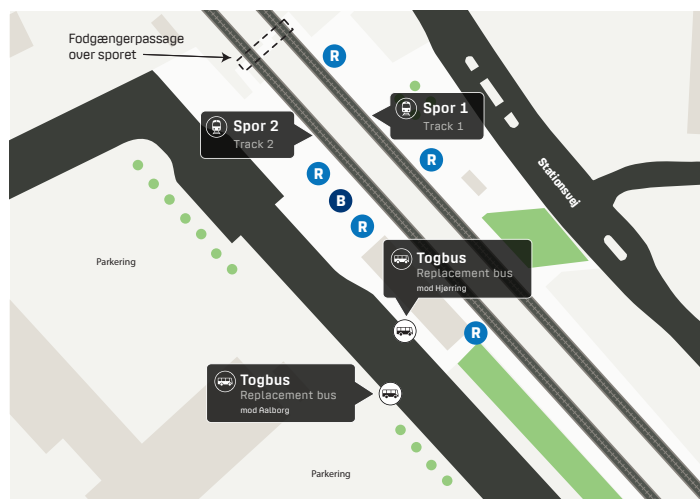 Fodgængerpassage
over sporet
R
Spor 1
Track 1
Spor 2
Track 2
R
R
B
R
Stationsvej
Parkering
Togbus
Replacement bus
mod Hjørring
R
Togbus
Replacement bus
mod Aalborg
Parkering